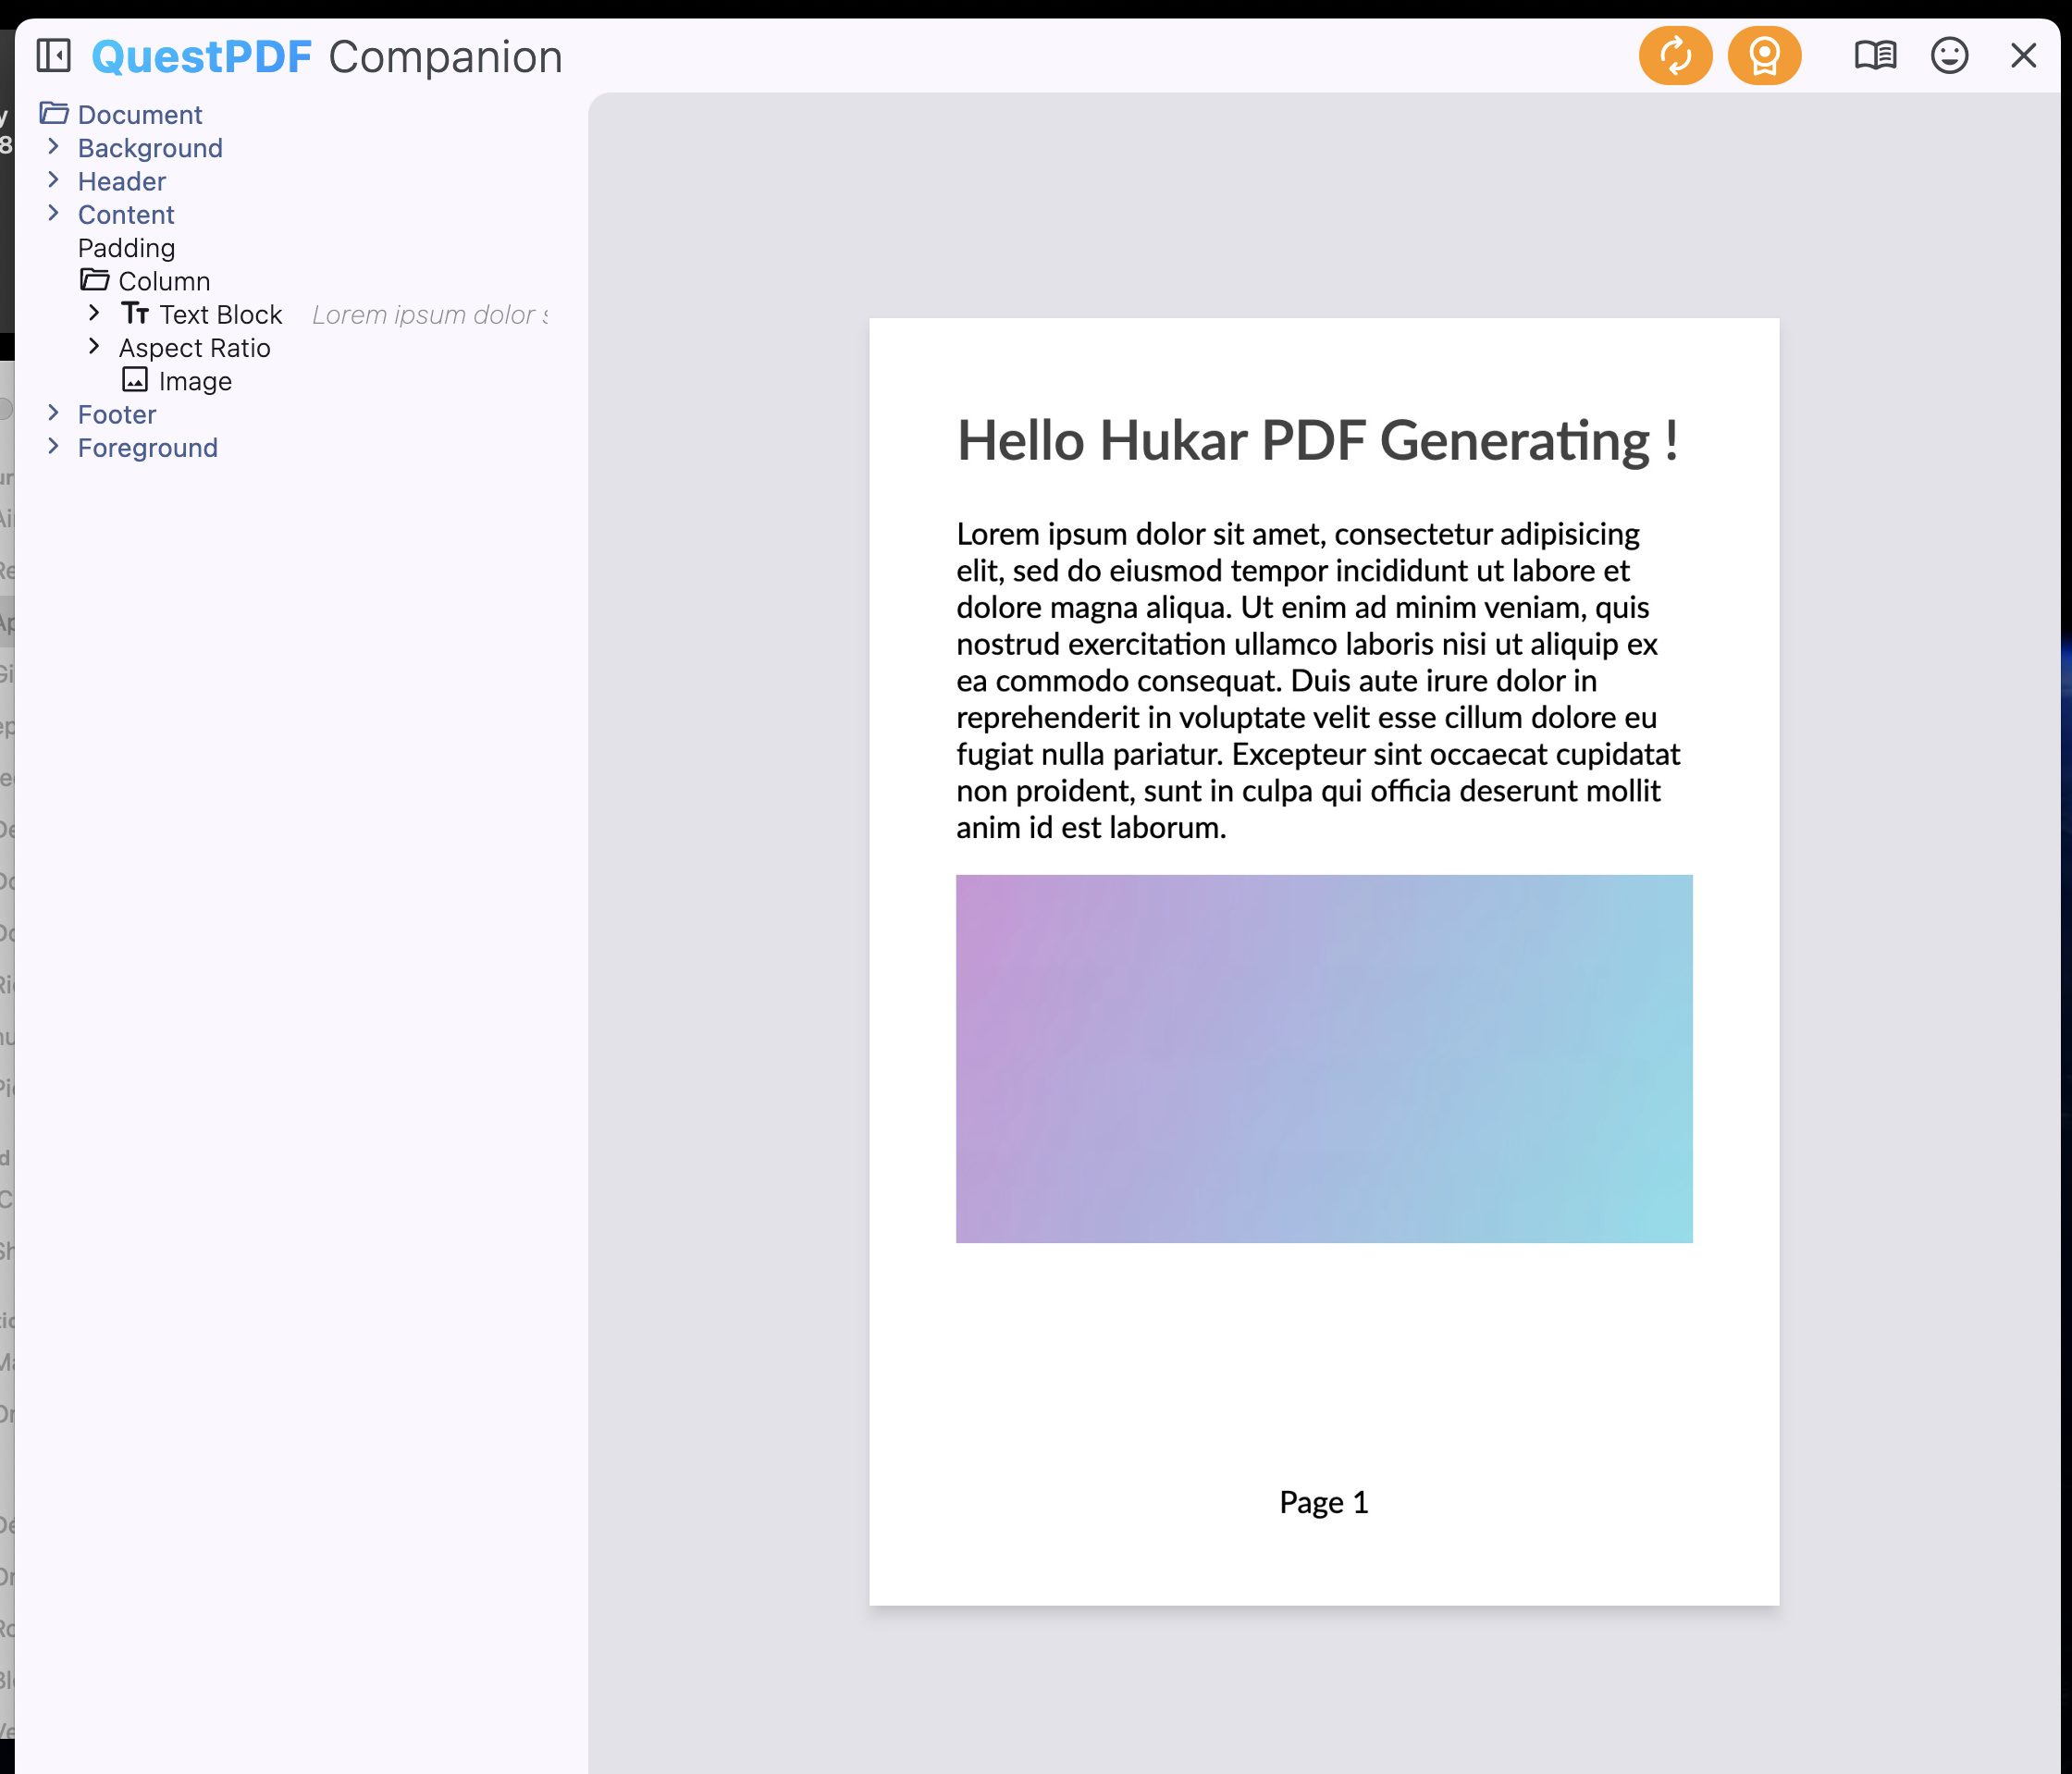 QuestPDF Companion
Document
Background
Header
Content
Padding
Column
Text Block Lorem ipsum dolor
Aspect Ratio
Image
Footer
Foreground
Hello Hukar PDF Generating !
Lorem ipsum dolor sit amet, consectetur adipisicing
elit, sed do eiusmod tempor incididunt ut labore et
dolore magna aliqua. Ut enim ad minim veniam, quis
nostrud exercitation ullamco laboris nisi ut aliquip ex
ea commodo consequat. Duis aute irure dolor in
reprehenderit in voluptate velit esse cillum dolore eu
fugiat nulla pariatur. Excepteur sint occaecat cupidatat
non proident, sunt in culpa qui officia deserunt mollit
anim id est laborum.
Page 1